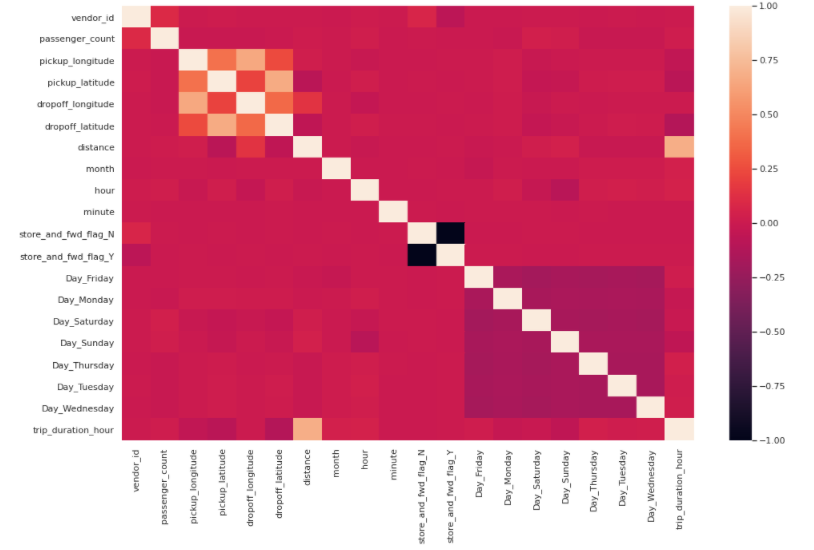 vendor_id
passenger_count
pickup_longitude
pickup_latitude
dropoff_longitude
dropoff_latitude
distance
month
hour
minute
store_and_fwd_flag_N
store_and_fwd_flag_Y
Day_Friday
Day_Monday
Day_Saturday
Day_Sunday
Day_Thursday
Day_Tuesday
Day_Wednesday
trip_duration_hour
vendor_id
passenger_count
pickup_longitude
pickup_latitude
dropoff_longitude
dropoff_latitude
distance
month
hour
minute
store_and_fwd_flag_N
store_and_fwd_flag_Y
Day_Friday
Day_Monday
Day_Saturday
Day_Sunday
Day_Thursday
Day_Tuesday
Day_Wednesday
trip_duration_hour
1.00
0.75
0.50
0.25
0.00
−0.25
−0.50
−0.75
−1.00